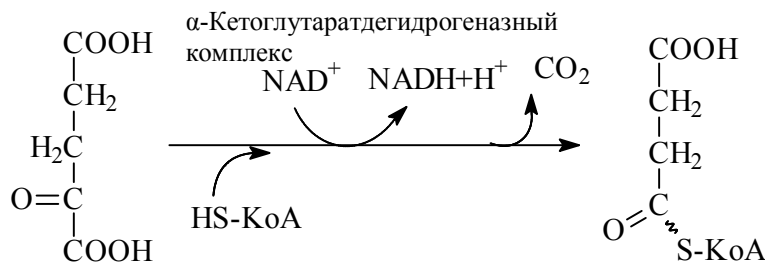 α-Кетоглутаратдегидрогеназный
комплекс
NAD⁺ NADH+H⁺ CO₂
HS-KoA
COOH
CH₂
H₂C
O=C
COOH
COOH
CH₂
CH₂
C
O
S-KoA